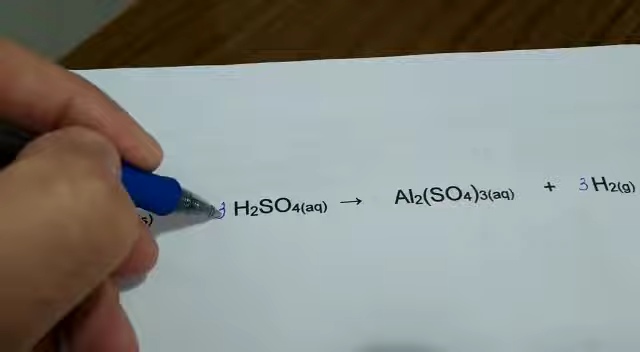 s) 3 H2SO4(aq) → Al2(SO4)3(aq) + 3 H2(g)